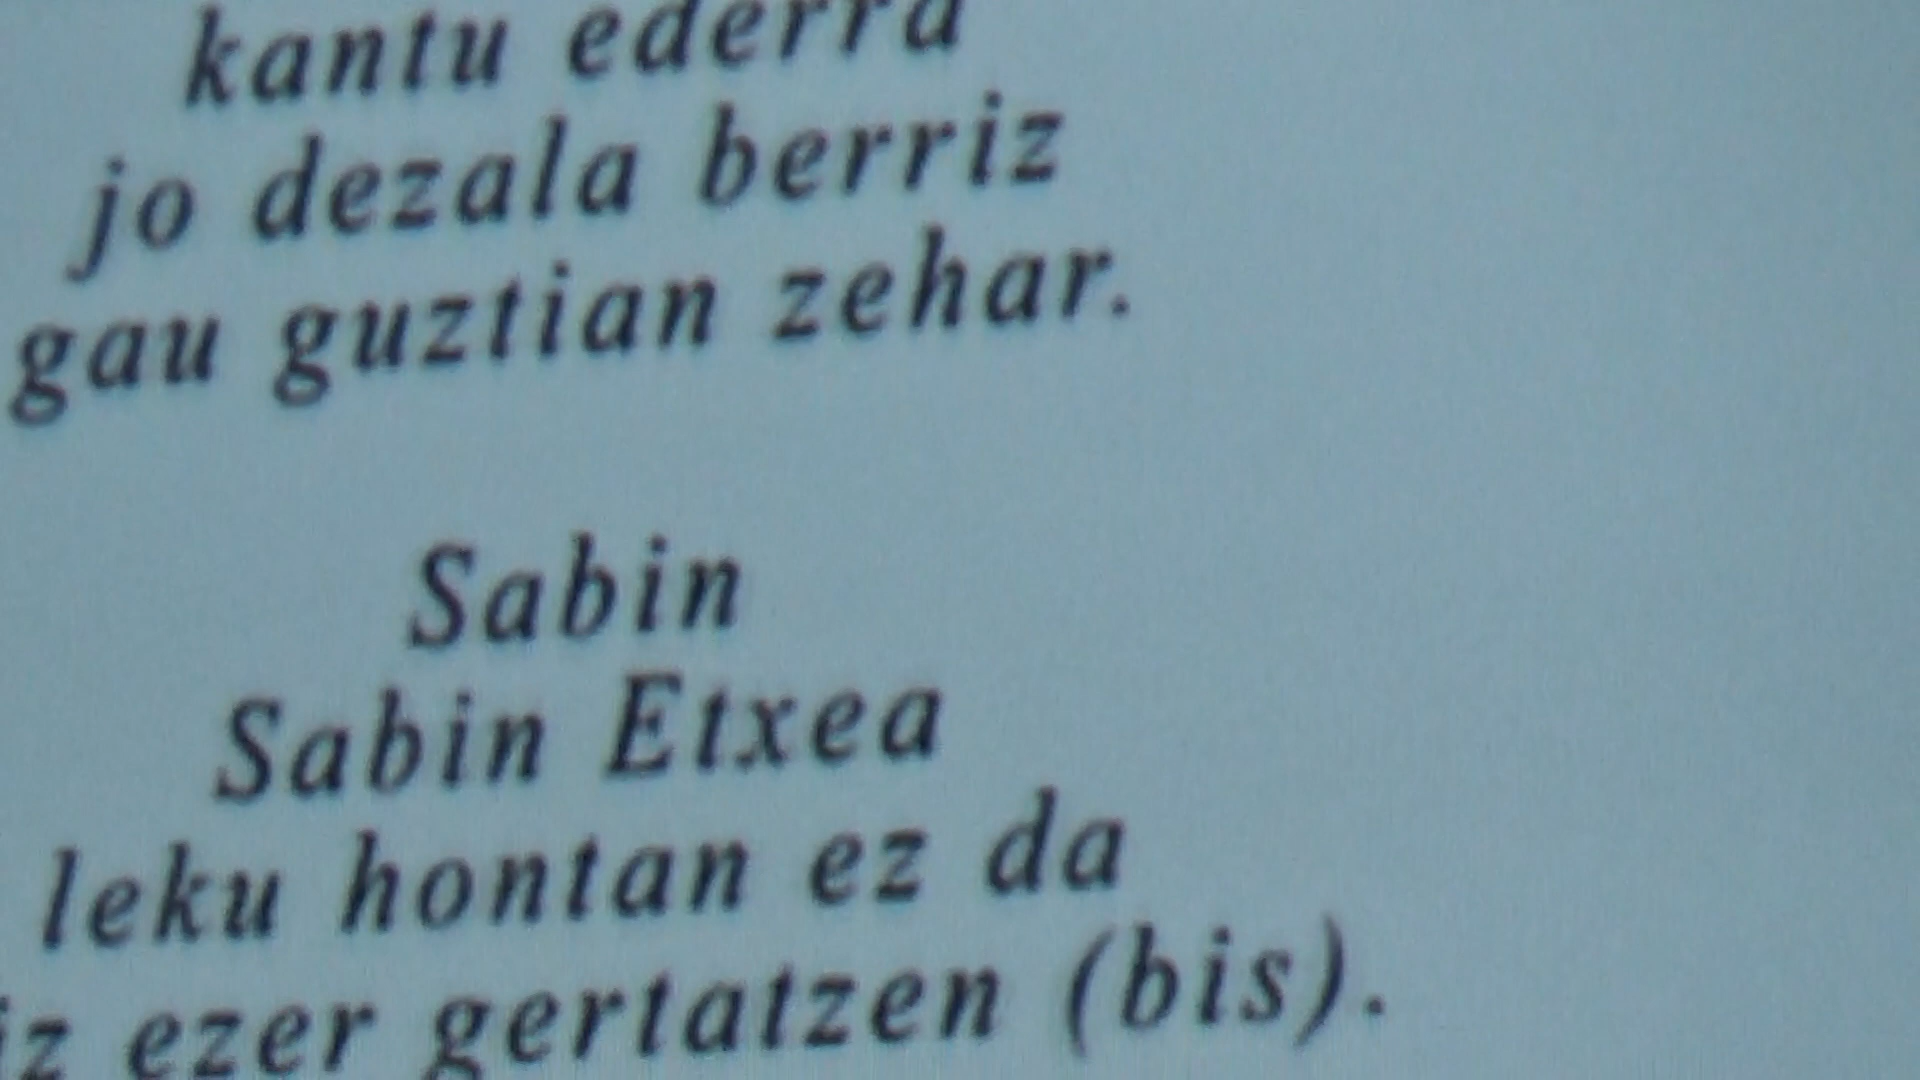 kantu ederra
jo dezala berriz
gau guztian zehar.
Sabin
Sabin Etxea
leku hontan ez da
ezer gertatzen (bis).